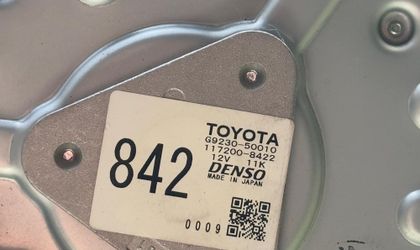 842
TOYOTA
G9230-50010
117200-8422
12V 11K
DENSO
MADE IN JAPAN
0009